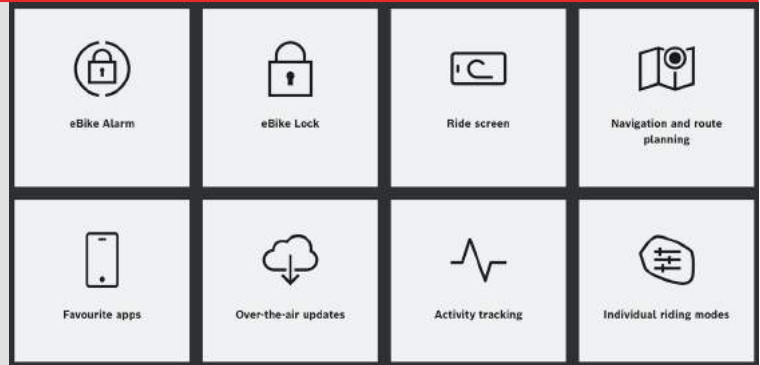 eBike Alarm
eBike Lock
Ride screen
Navigation and route
planning
Favourite apps
Over-the-air updates
Activity tracking
Individual riding modes